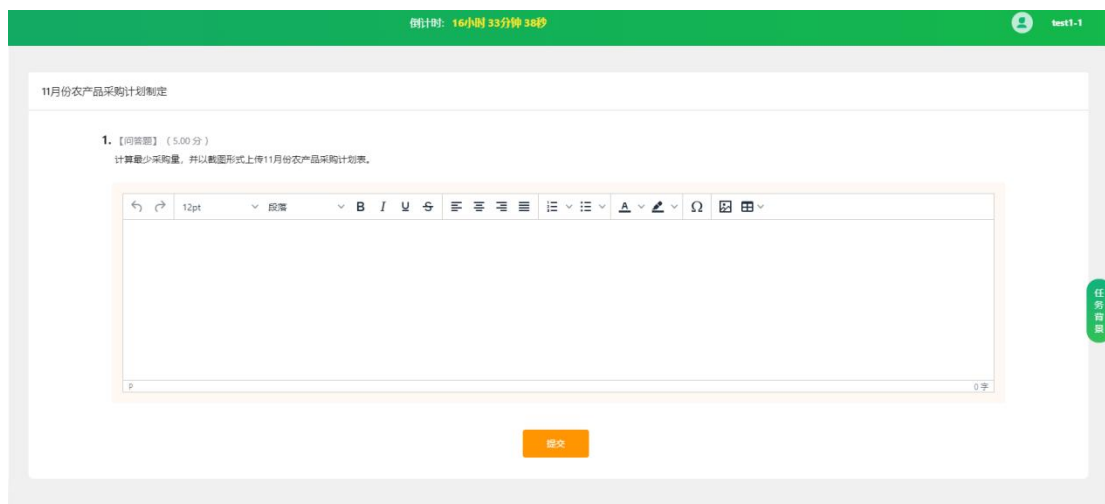 倒计时：16小时 33分钟 38秒
test1-1
11月份农产品采购计划制定
1.【问答题】（5.00 分）
计算最少采购量，并以截图形式上传11月份农产品采购计划表。
12pt 段落 B I U S A Ω
P 0 字
任务背景
提交